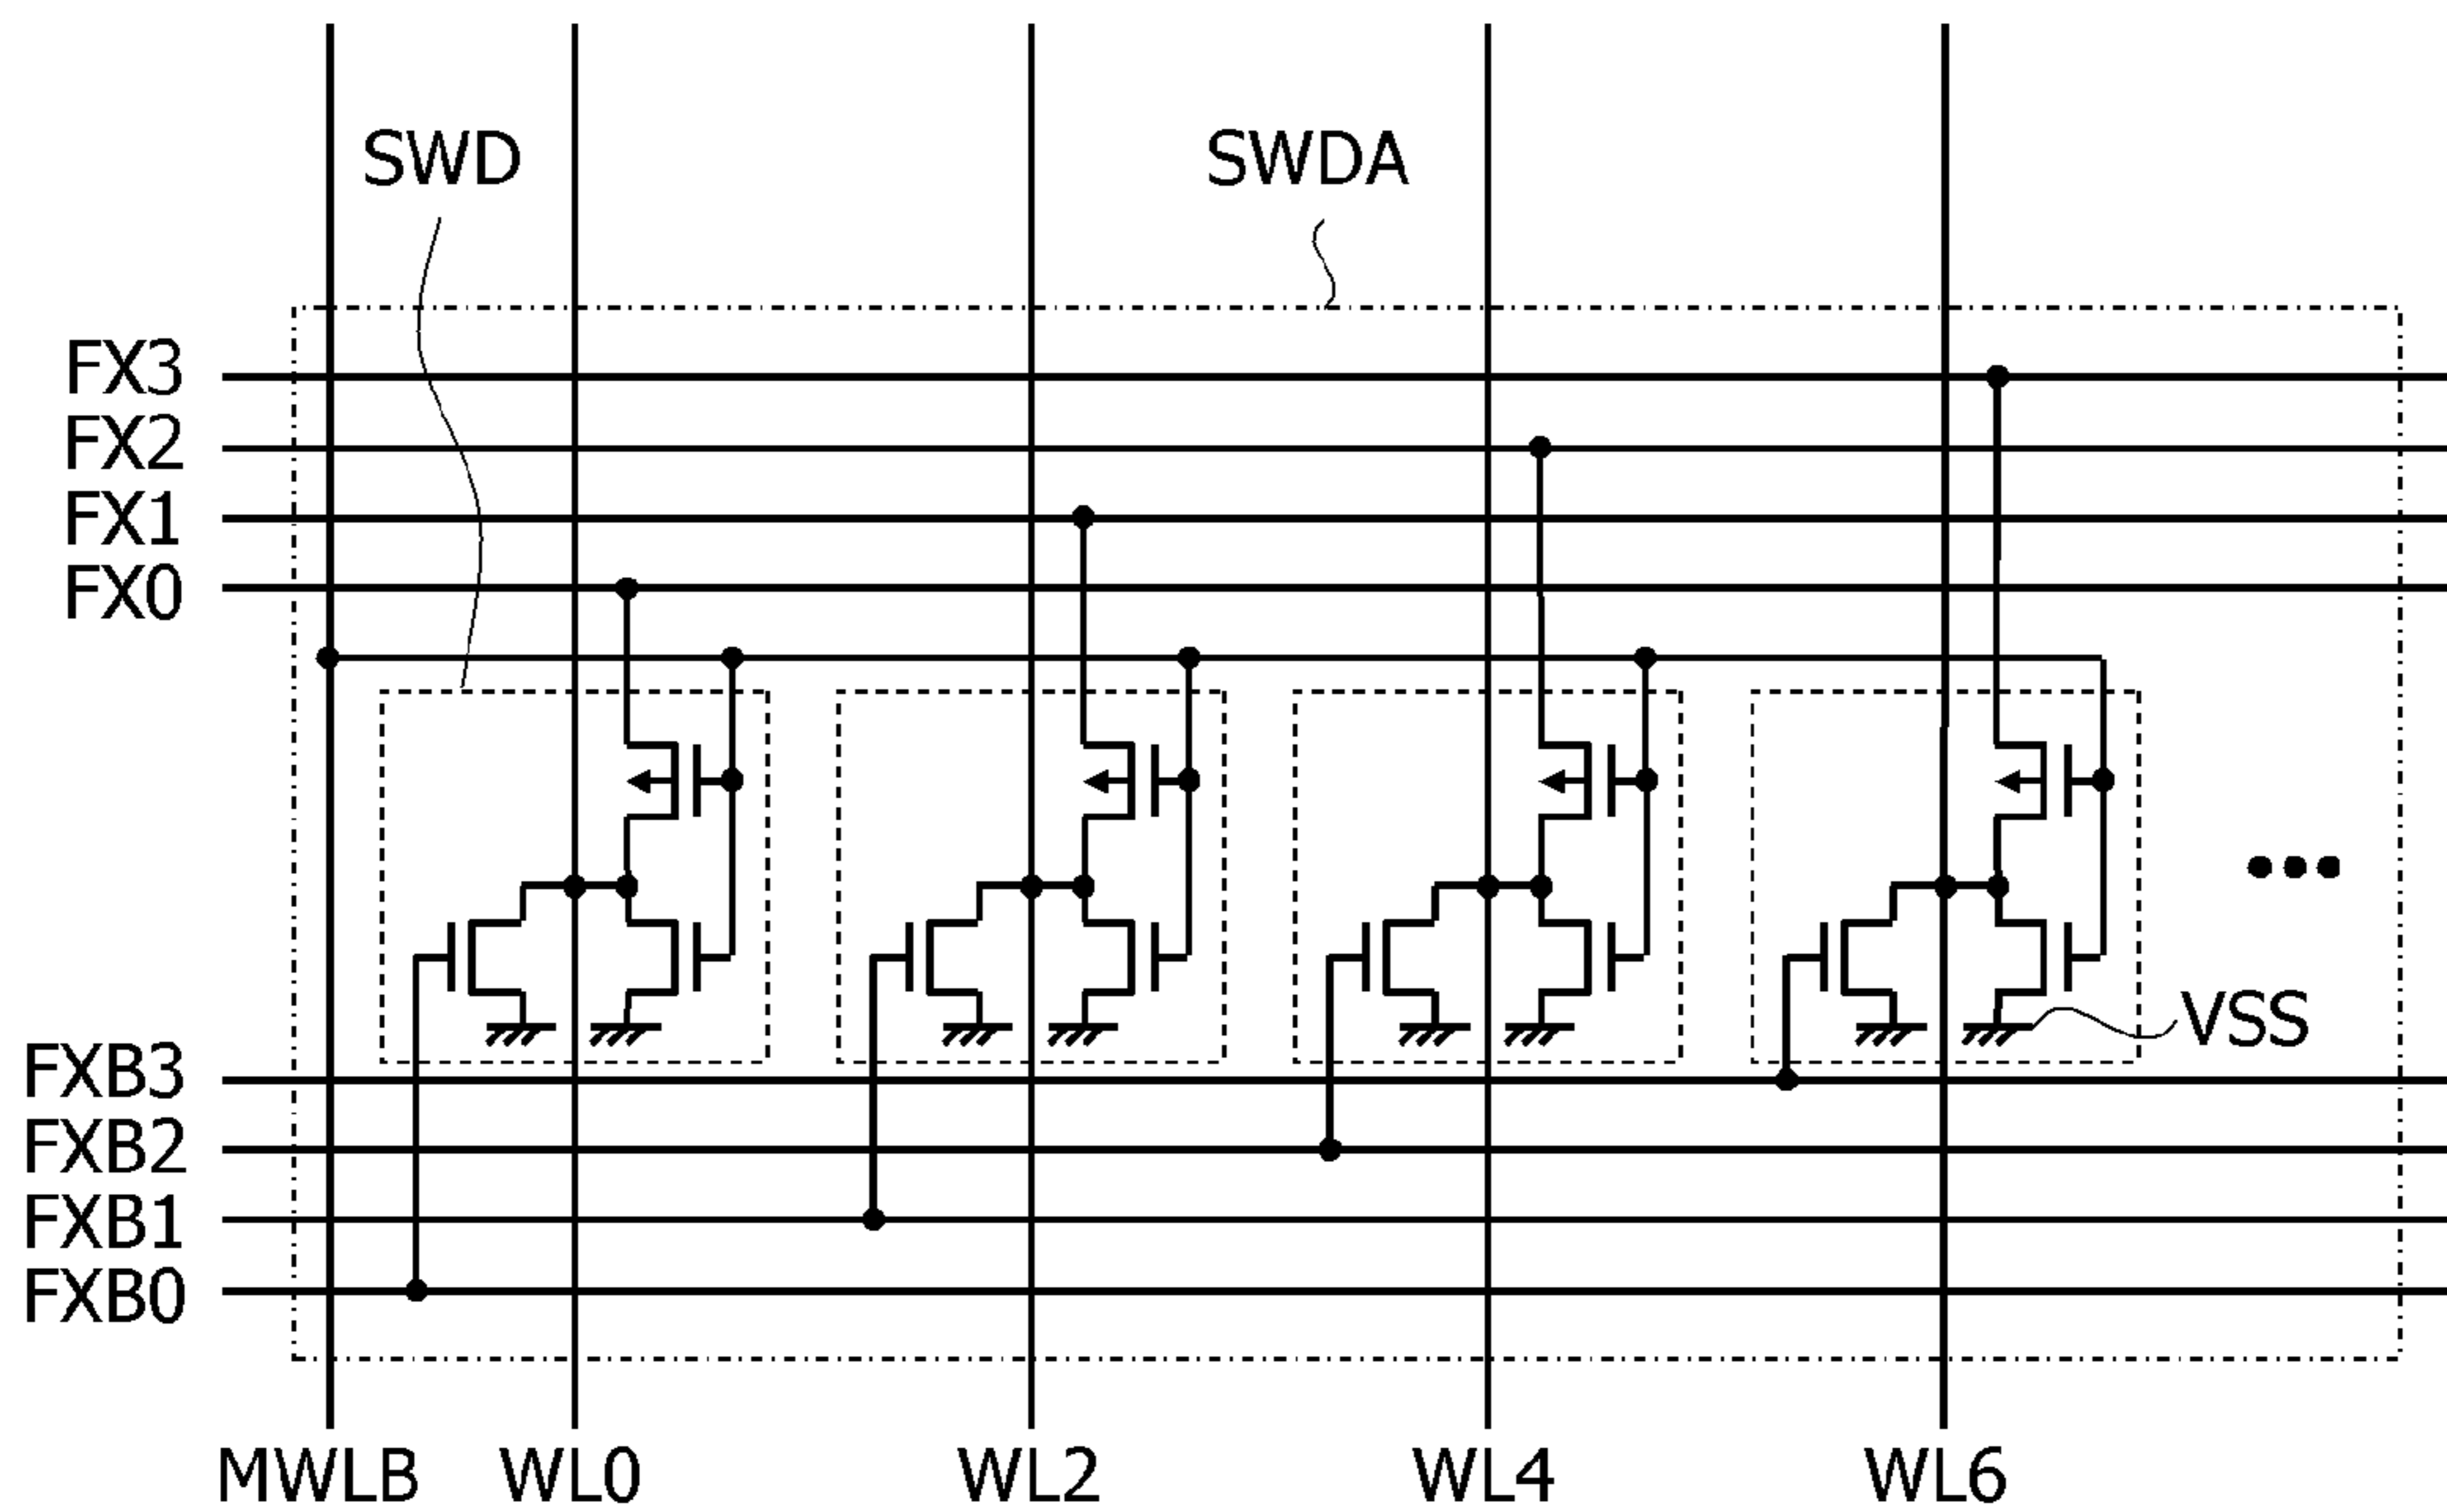 SWD
SWDA
FX3
FX2
FX1
FX0
VSS
FXB3
FXB2
FXB1
FXB0
MWLB WL0 WL2 WL4 WL6